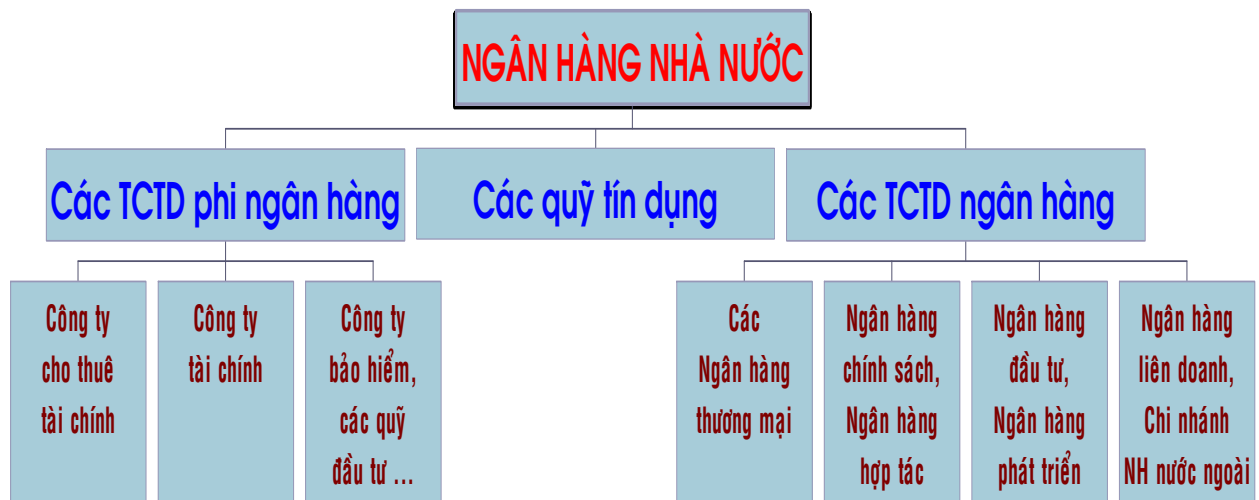 NGÂN HÀNG NHÀ NƯỚC
Các TCTD phi ngân hàng
Các quỹ tín dụng
Các TCTD ngân hàng
Công ty
cho thuê
tài chính
Công ty
tài chính
Công ty
bảo hiểm,
các quỹ
đầu tư ...
Các
Ngân hàng
thương mại
Ngân hàng
chính sách,
Ngân hàng
hợp tác
Ngân hàng
đầu tư,
Ngân hàng
phát triển
Ngân hàng
liên doanh,
Chi nhánh
NH nước ngoài